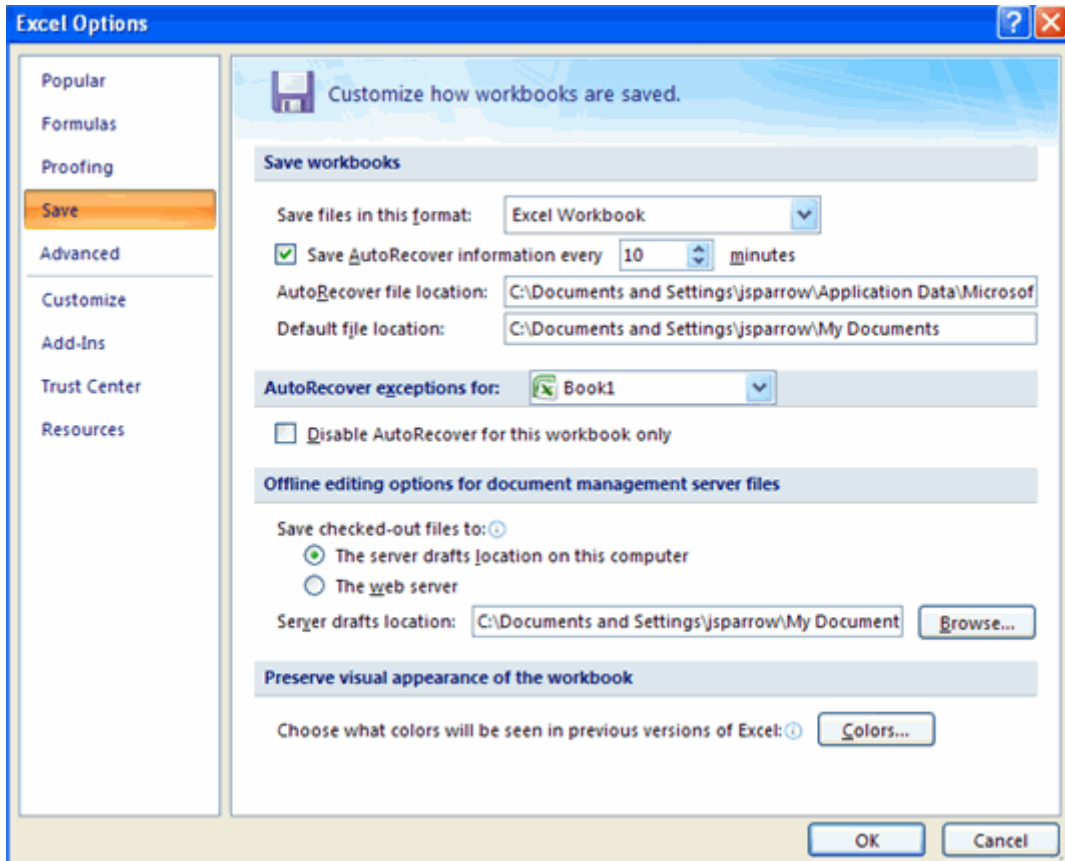 Excel Options
Popular
Formulas
Proofing
Save
Advanced
Customize
Add-Ins
Trust Center
Resources
Customize how workbooks are saved.
Save workbooks
Save files in this format: Excel Workbook
Save AutoRecover information every 10 minutes
AutoRecover file location: C:\Documents and Settings\jsparrow\Application Data\Microsof
Default file location: C:\Documents and Settings\jsparrow\My Documents
AutoRecover exceptions for: Book1
Disable AutoRecover for this workbook only
Offline editing options for document management server files
Save checked-out files to:
The server drafts location on this computer
The web server
Server drafts location: C:\Documents and Settings\jsparrow\My Document Browse...
Preserve visual appearance of the workbook
Choose what colors will be seen in previous versions of Excel: Colors...
OK Cancel